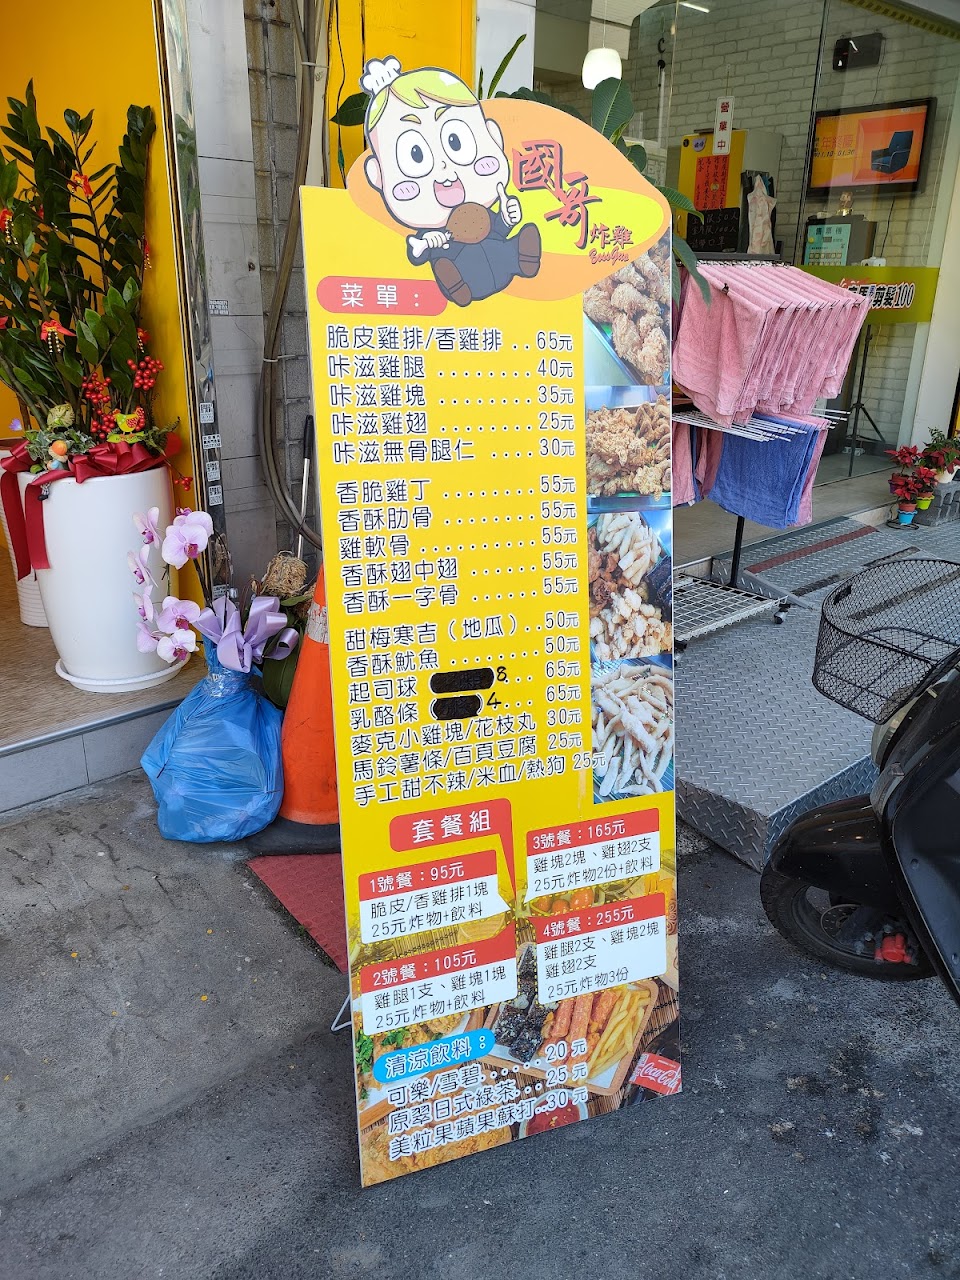 國哥
炸雞
BossGuo
菜單：
脆皮雞排/香雞排 ..65元
咔滋雞腿 ........40元
咔滋雞塊 ........35元
咔滋雞翅 ........25元
咔滋無骨腿仁 ....30元
香脆雞丁 ........55元
香酥肋骨 ........55元
雞軟骨 ..........55元
香酥翅中翅 ......55元
香酥一字骨 ......55元
甜梅寒吉（地瓜）..50元
香酥魷魚 ........50元
起司球 8... 65元
乳酪條 4... 65元
麥克小雞塊/花枝丸 30元
馬鈴薯條/百頁豆腐 25元
手工甜不辣/米血/熱狗 25元
套餐組
1號餐：95元
脆皮/香雞排1塊
25元炸物+飲料
2號餐：105元
雞腿1支、雞塊1塊
25元炸物+飲料
3號餐：165元
雞塊2塊、雞翅2支
25元炸物2份+飲料
4號餐：255元
雞腿2支、雞塊2塊
雞翅2支
25元炸物3份
清涼飲料：
可樂/雪碧......20 元
原翠日式綠茶...25 元
美粒果蘋果蘇打..30 元
Coca-Cola
營業中
剪髮100